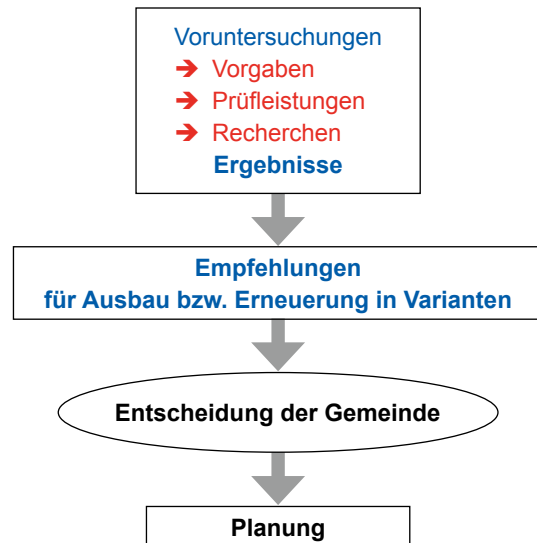 Voruntersuchungen
➔ Vorgaben
➔ Prüfleistungen
➔ Recherchen
Ergebnisse
Empfehlungen
für Ausbau bzw. Erneuerung in Varianten
Entscheidung der Gemeinde
Planung